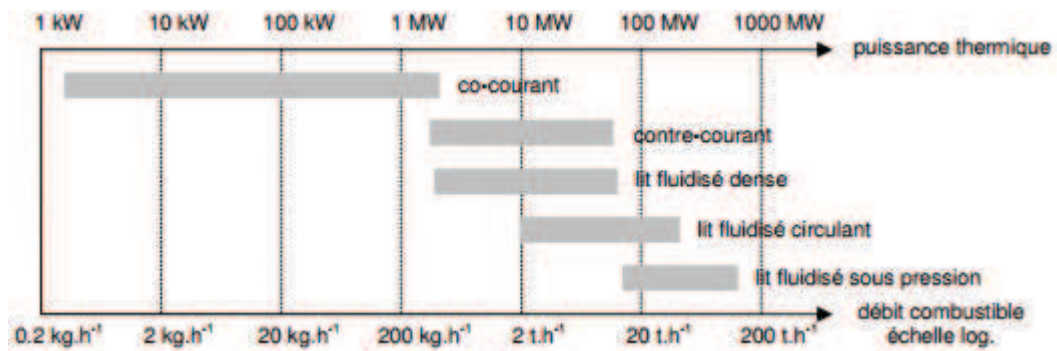 1 kW 10 kW 100 kW 1 MW 10 MW 100 MW 1000 MW
puissance thermique
co-courant
contre-courant
lit fluidisé dense
lit fluidisé circulant
lit fluidisé sous pression
0.2 kg.h⁻¹ 2 kg.h⁻¹ 20 kg.h⁻¹ 200 kg.h⁻¹ 2 t.h⁻¹ 20 t.h⁻¹ 200 t.h⁻¹
débit combustible
échelle log.